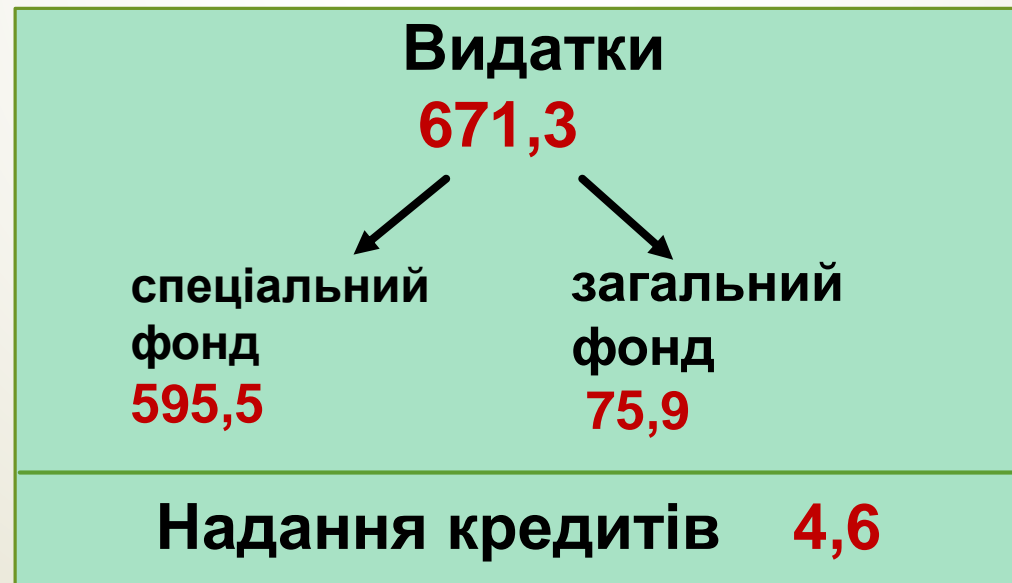 Видатки
671,3
спеціальний
фонд
595,5
загальний
фонд
75,9
Надання кредитів 4,6